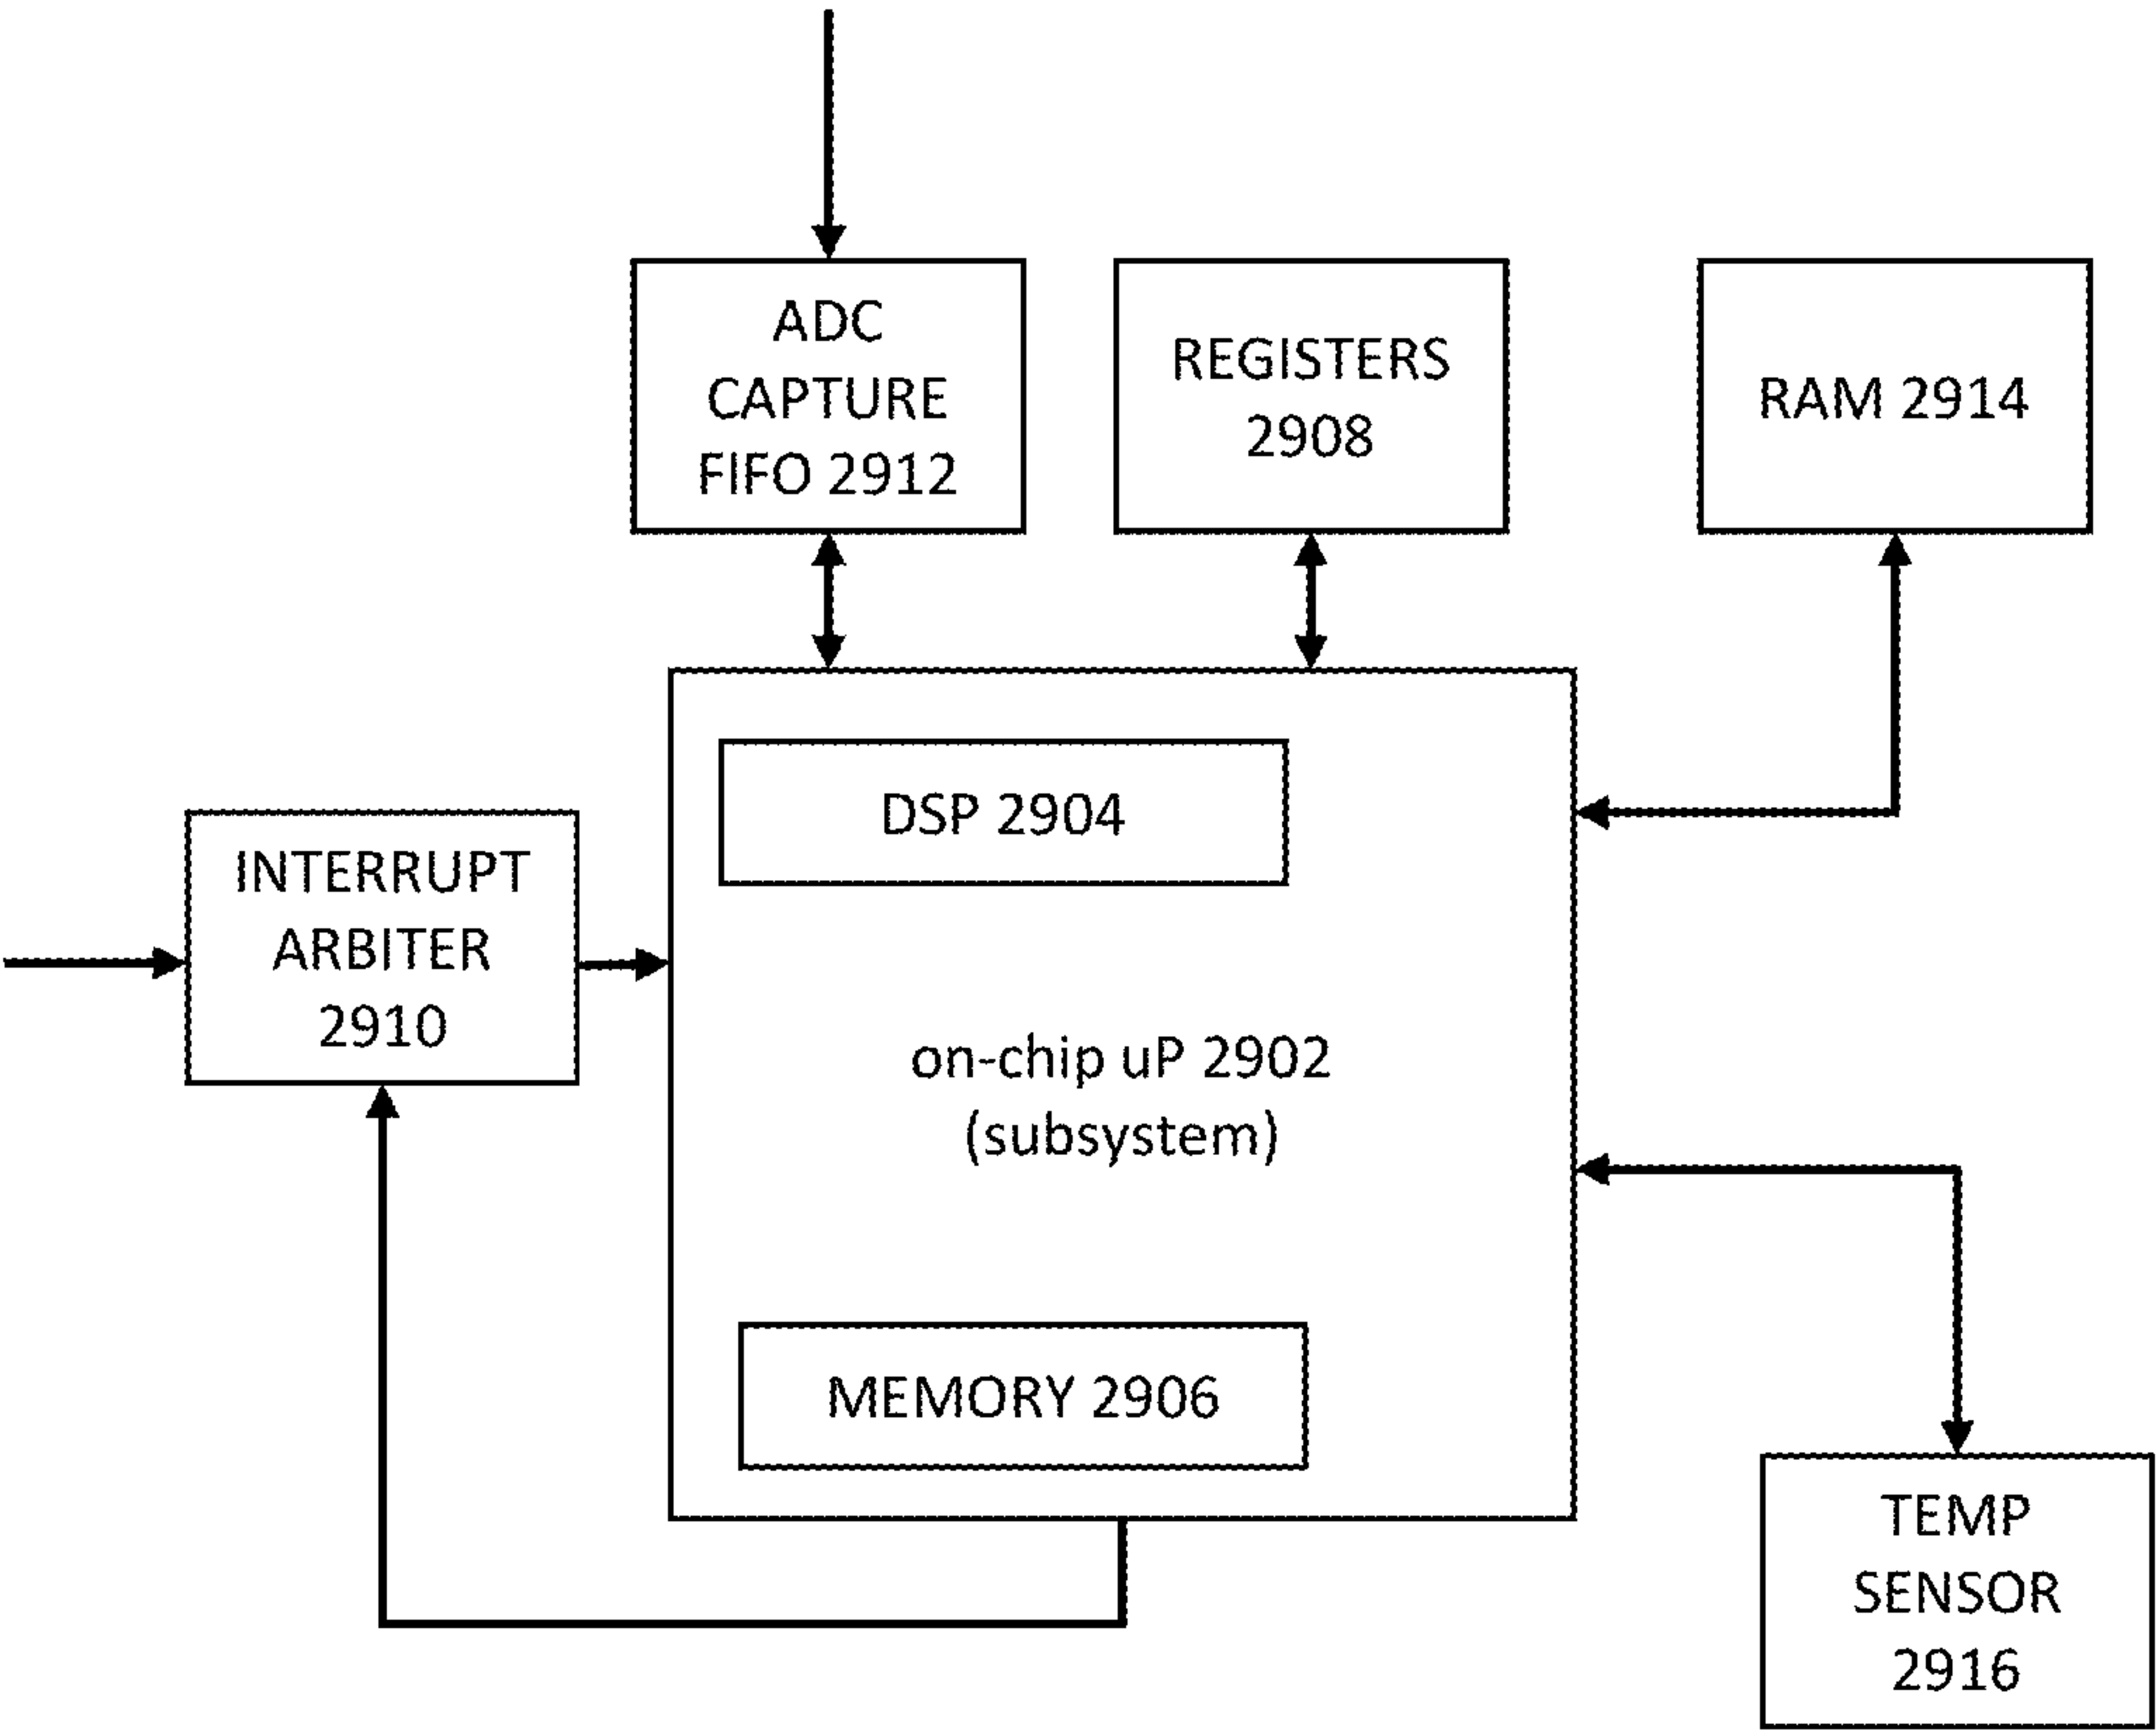 ADC
CAPTURE
FIFO 2912
REGISTERS
2908
RAM 2914
DSP 2904
INTERRUPT
ARBITER
2910
on-chip uP 2902
(subsystem)
MEMORY 2906
TEMP
SENSOR
2916